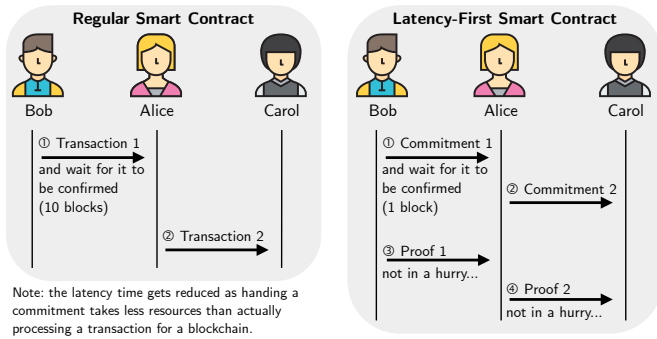 Regular Smart Contract
Bob
Alice
Carol
① Transaction 1
and wait for it to
be confirmed
(10 blocks)
② Transaction 2
Note: the latency time gets reduced as handing a
commitment takes less resources than actually
processing a transaction for a blockchain.
Latency-First Smart Contract
Bob
Alice
Carol
① Commitment 1
and wait for it to
be confirmed
(1 block)
② Commitment 2
③ Proof 1
not in a hurry...
④ Proof 2
not in a hurry...